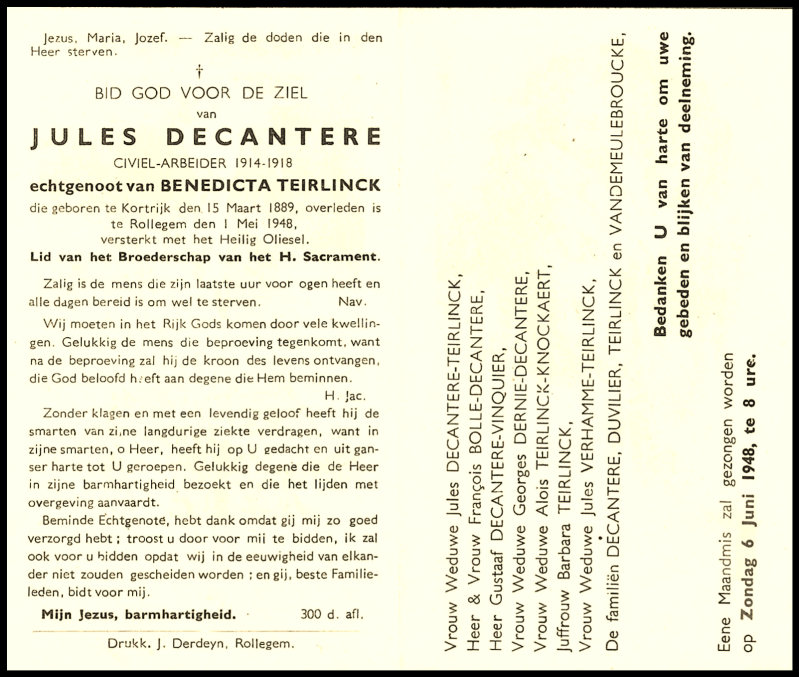 Jezus, Maria, Jozef. — Zalig de doden die in den
Heer sterven.
†
BID GOD VOOR DE ZIEL
van
JULES DECANTERE
CIVIEL-ARBEIDER 1914-1918
echtgenoot van BENEDICTA TEIRLINCK
die geboren te Kortrijk den 15 Maart 1889, overleden is
te Rollegem den 1 Mei 1948,
versterkt met het Heilig Oliesel.
Lid van het Broederschap van het H. Sacrament.
Zalig is de mens die zijn laatste uur voor ogen heeft en
alle dagen bereid is om wel te sterven. Nav.
Wij moeten in het Rijk Gods komen door vele kwellin-
gen. Gelukkig de mens die beproeving tegenkomt, want
na de beproeving zal hij de kroon des levens ontvangen,
die God beloofd heeft aan degene die Hem beminnen.
H. Jac.
Zonder klagen en met een levendig geloof heeft hij de
smarten van zijne langdurige ziekte verdragen, want in
zijne smarten, o Heer, heeft hij op U gedacht en uit gan-
ser harte tot U geroepen. Gelukkig degene die de Heer
in zijne barmhartigheid bezoekt en die het lijden met
overgeving aanvaardt.
Beminde Echtgenote, hebt dank omdat gij mij zo goed
verzorgd hebt ; troost u door voor mij te bidden, ik zal
ook voor u bidden opdat wij in de eeuwigheid van elkan-
der niet zouden gescheiden worden ; en gij, beste Familie-
leden, bidt voor mij.
Mijn Jezus, barmhartigheid. 300 d. afl.
Drukk. J. Derdeyn, Rollegem.
Vrouw Weduwe Jules DECANTERE-TEIRLINCK,
Heer & Vrouw François BOLLE-DECANTERE,
Heer Gustaaf DECANTERE-VINQUIER,
Vrouw Weduwe Georges DERNIE-DECANTERE,
Vrouw Weduwe Alois TEIRLINCK-KNOCKAERT,
Juffrouw Barbara TEIRLINCK,
Vrouw Weduwe Jules VERHAMME-TEIRLINCK,
De familiën DECANTERE, DUVILIER, TEIRLINCK en VANDEMEULEBROUCKE,
Bedanken U van harte om uwe
gebeden en blijken van deelneming.
Eene Maandmis zal gezongen worden
op Zondag 6 Juni 1948, te 8 ure.